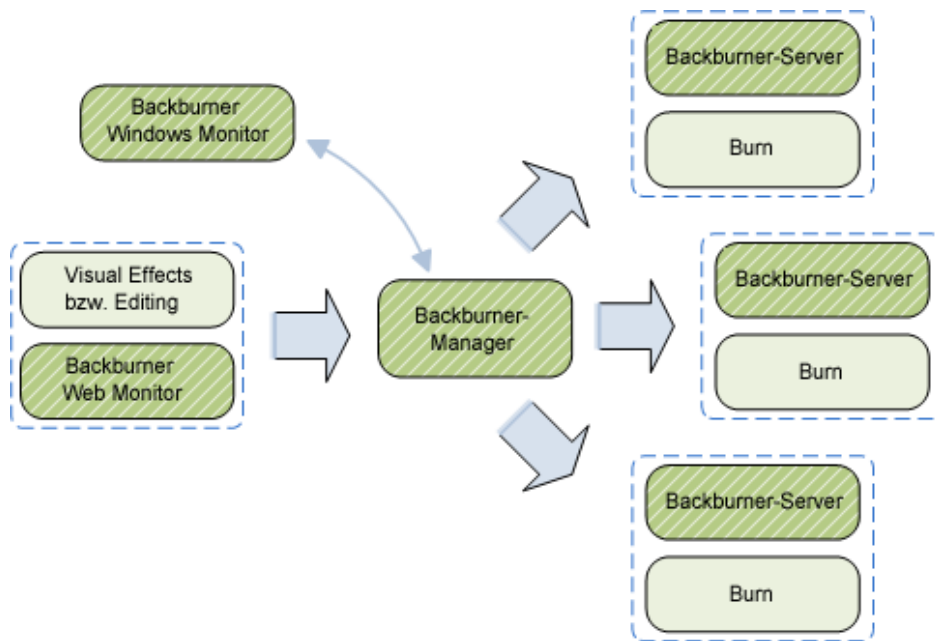 Backburner
Windows Monitor
Visual Effects
bzw. Editing
Backburner
Web Monitor
Backburner-
Manager
Backburner-Server
Burn
Backburner-Server
Burn
Backburner-Server
Burn